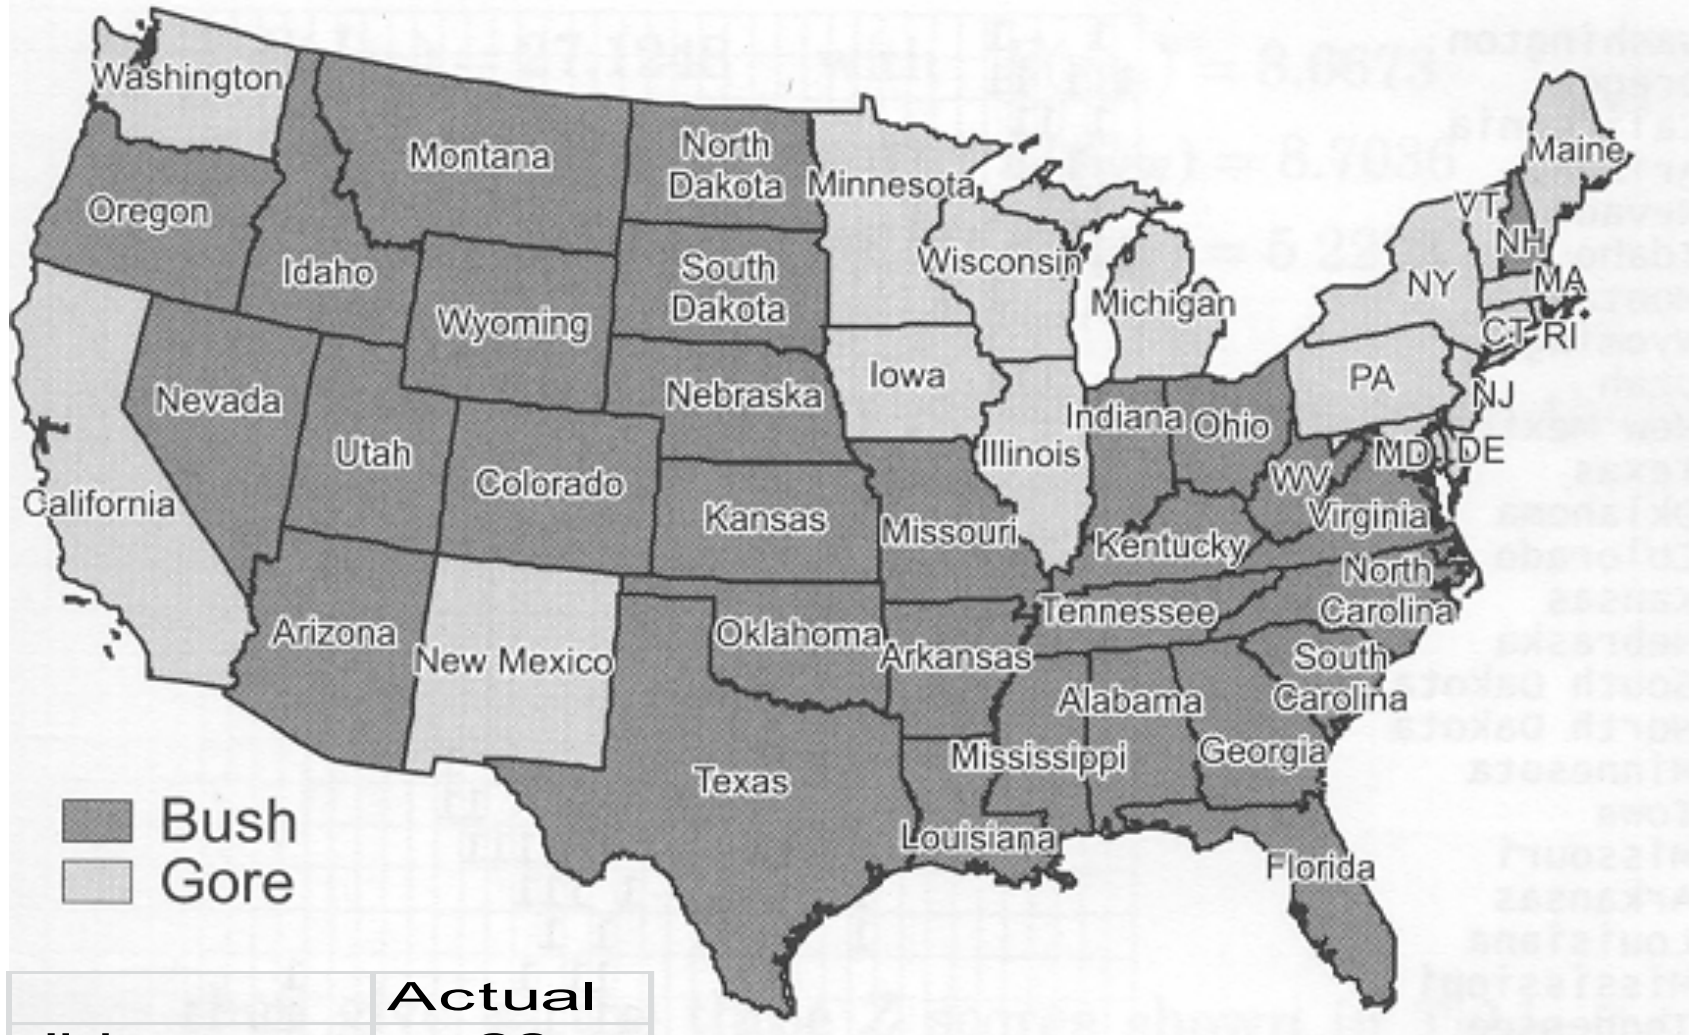 Washington
Montana
North
Dakota
Minnesota
Maine
Oregon
Idaho
VT
NH
South
Dakota
Wisconsin
Michigan
NY
MA
Wyoming
CT
RI
Nevada
Nebraska
Iowa
PA
NJ
Utah
Colorado
Illinois
Indiana
Ohio
MD
DE
WV
California
Kansas
Missouri
Kentucky
Virginia
North
Carolina
Arizona
New Mexico
Oklahoma
Arkansas
Tennessee
South
Carolina
Texas
Mississippi
Alabama
Georgia
Louisiana
Florida
Bush
Gore
Actual